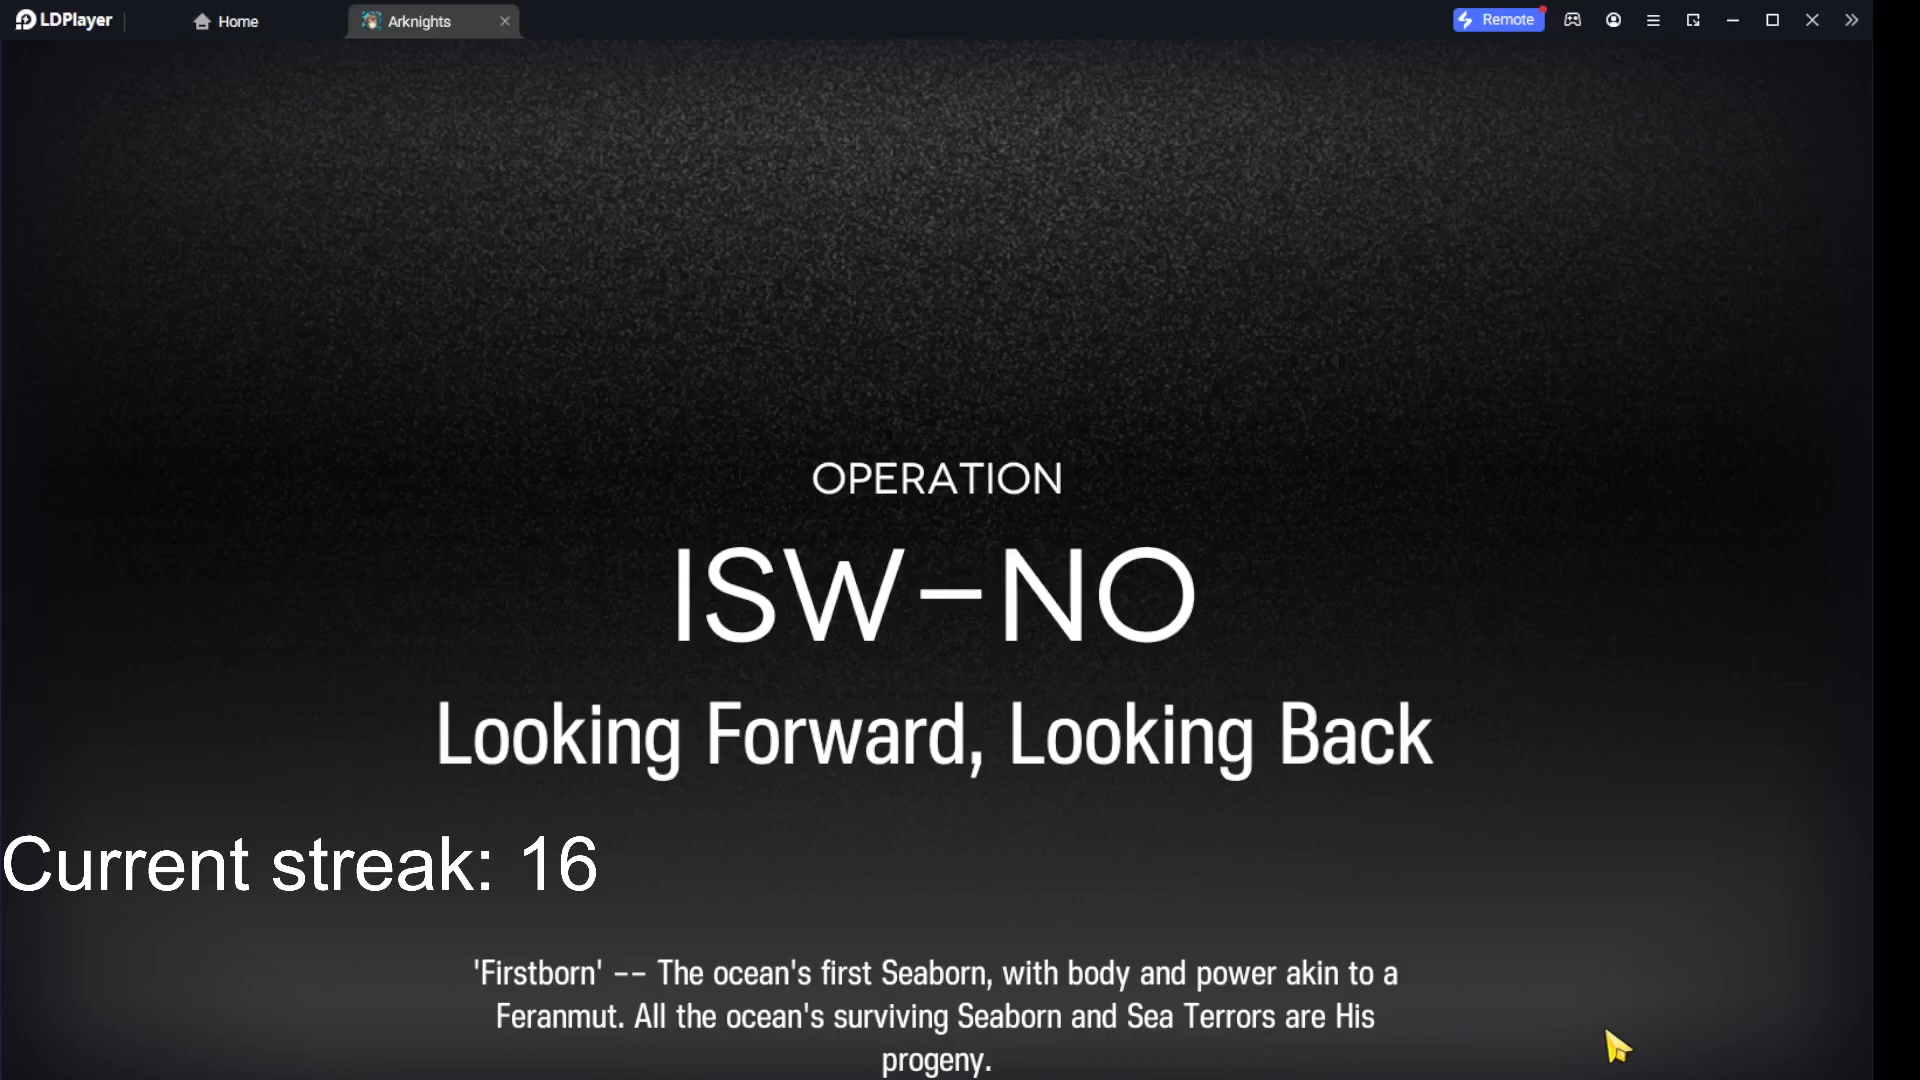 LDPlayer
Home
Arknights
Remote
OPERATION
ISW-NO
Looking Forward, Looking Back
Current streak: 16
'Firstborn' -- The ocean's first Seaborn, with body and power akin to a
Feranmut. All the ocean's surviving Seaborn and Sea Terrors are His
progeny.